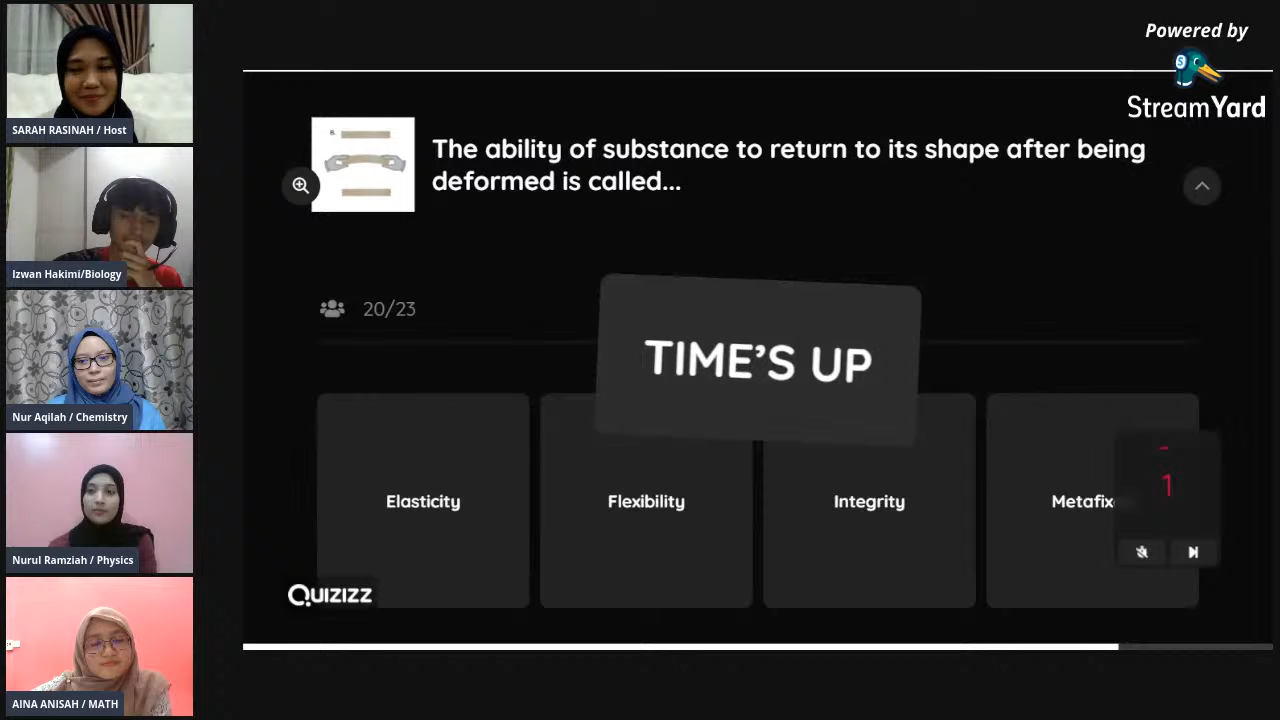 Powered by
StreamYard
SARAH RASINAH / Host
Izwan Hakimi/Biology
Nur Aqilah / Chemistry
Nurul Ramziah / Physics
AINA ANISAH / MATH
The ability of substance to return to its shape after being
deformed is called...
20/23
TIME'S UP
Elasticity
Flexibility
Integrity
-
1
QUIZIZZ